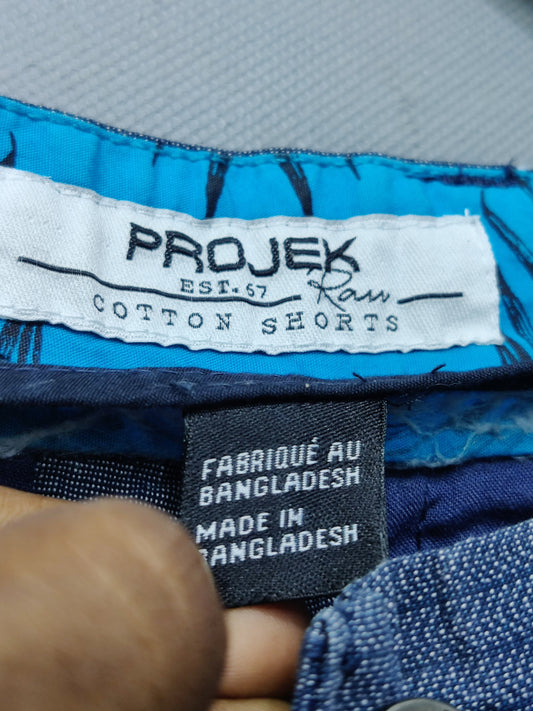 PROJEK
EST. 67 Raw
COTTON SHORTS
FABRIQUÉ AU
BANGLADESH
MADE IN
BANGLADESH